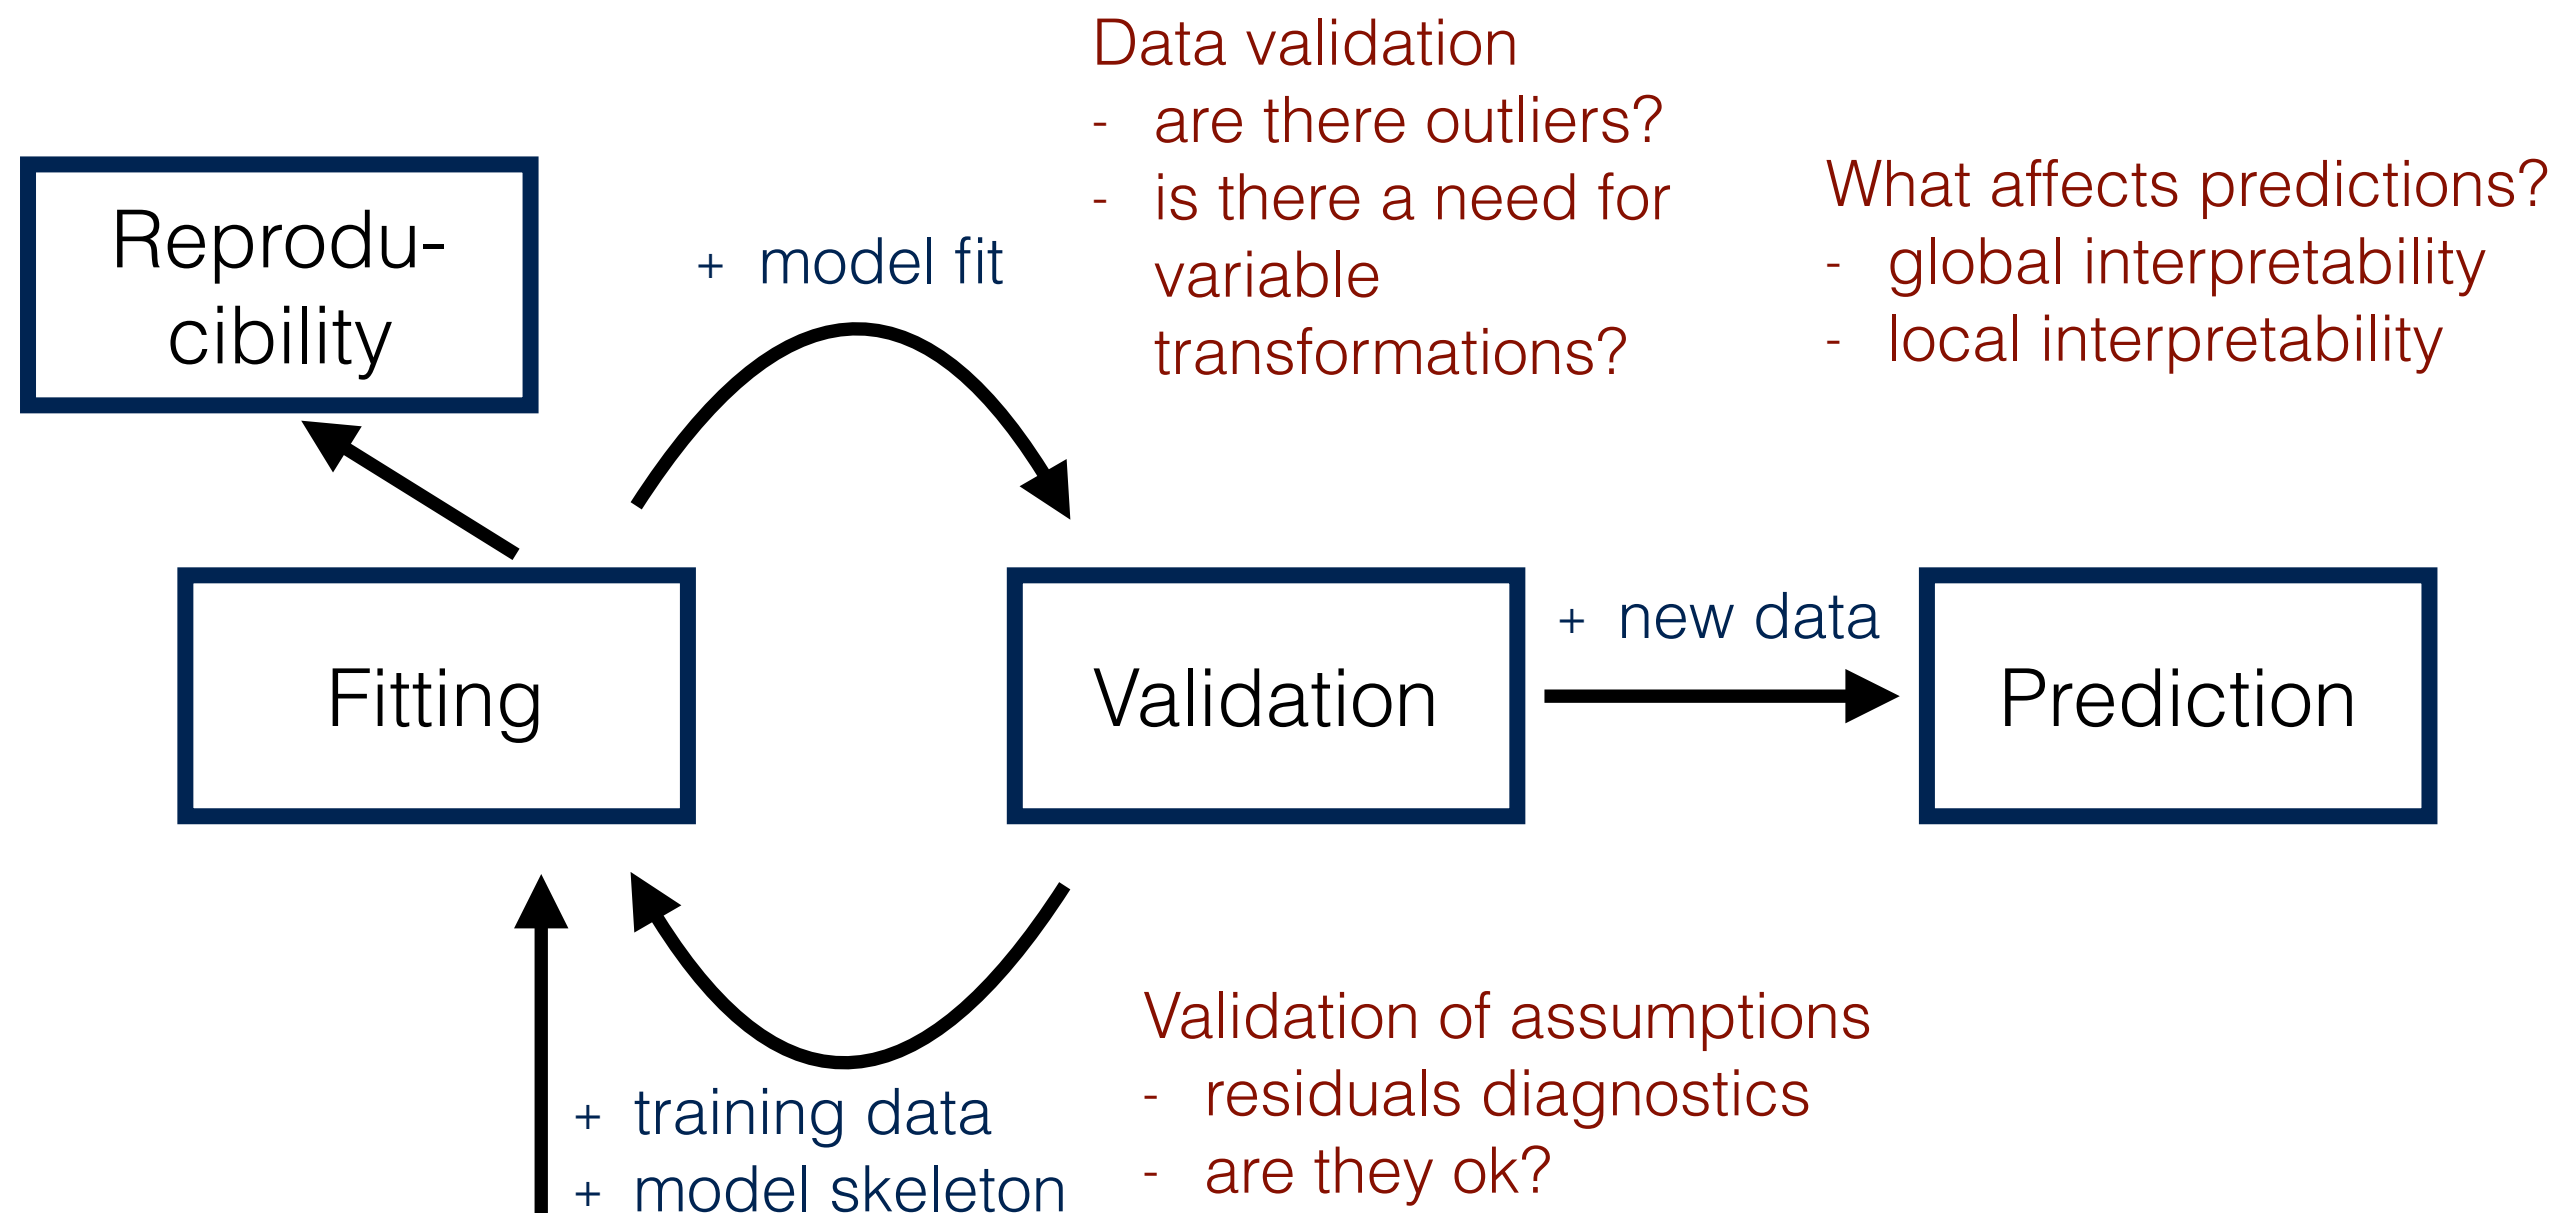 Data validation
- are there outliers?
- is there a need for
variable
transformations?
What affects predictions?
- global interpretability
- local interpretability
Reprodu-
cibility
+ model fit
Fitting
Validation
+ new data
Prediction
+ training data
+ model skeleton
Validation of assumptions
- residuals diagnostics
- are they ok?